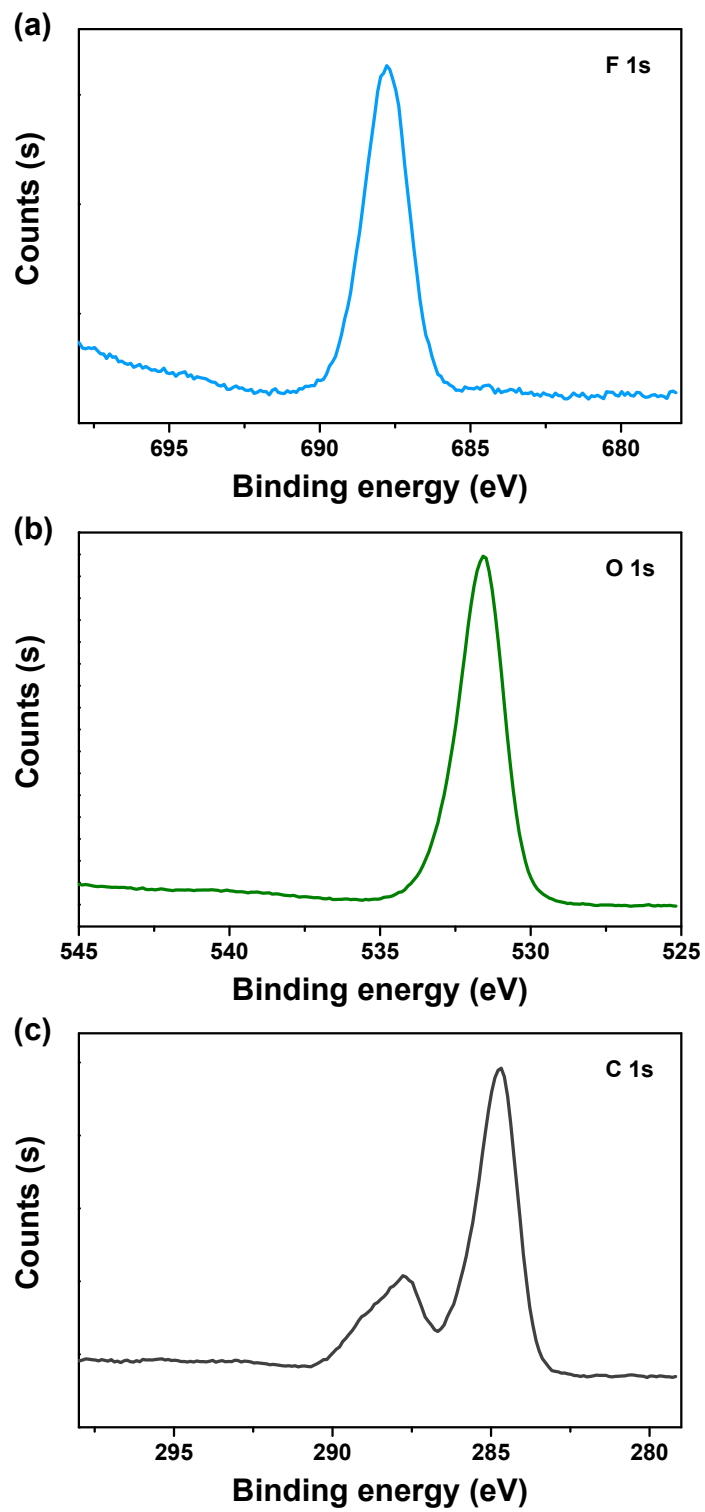 (a)
F 1s
Counts (s)
695 690 685 680
Binding energy (eV)
(b)
O 1s
Counts (s)
545 540 535 530 525
Binding energy (eV)
(c)
C 1s
Counts (s)
295 290 285 280
Binding energy (eV)